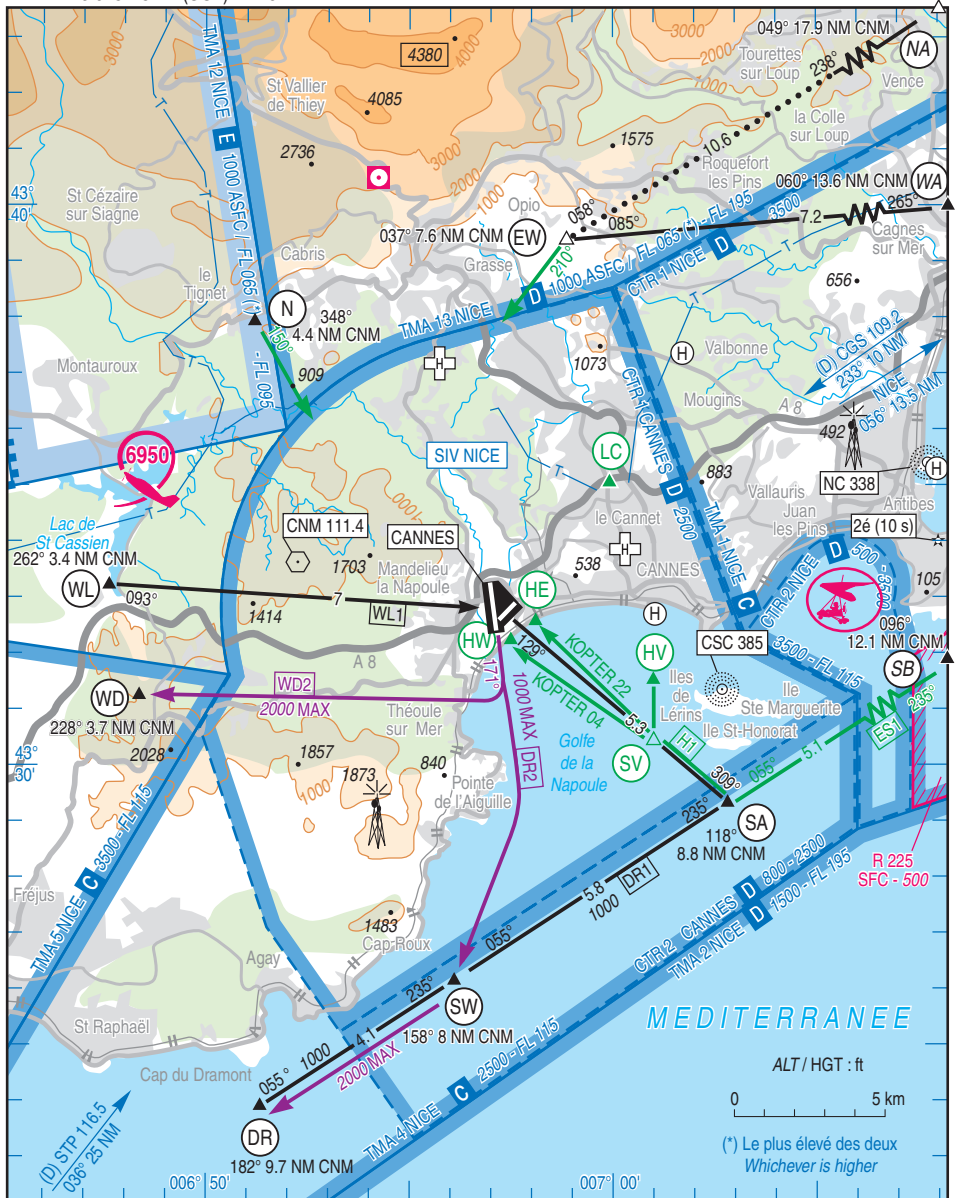 049° 17.9 NM CNM
NA
TMA 12 NICE E 1000 ASFC / FL 065 (*)
- FL 095
3000
4380
4000
3000
2000
1000
Tourettes
sur Loup
238°
Vence
St Vallier
de Thiey
4085
2736
1575
la Colle
sur Loup
10.6
Roquefort
les Pins
3000
2000
1000
43°
40'
St Cézaire
sur Siagne
060° 13.6 NM CNM
WA
Opio
058°
085°
7.2
265°
037° 7.6 NM CNM
EW
Grasse
210°
Cagnes
sur Mer
3500
Cabris
le
Tignet
TMA 13 NICE D 1000 ASFC / FL 065 (*) - FL 195
CTR 1 NICE D
656
N
348°
4.4 NM CNM
150°
Montauroux
909
H
1073
H
Valbonne
(D) CGS 109.2
233° 10 NM
NICE
056° 13.5 NM
Mougins
A 8
CTR 1 CANNES D 2500
492
6950
SIV NICE
LC
883
NC 338
H
Antibes
Vallauris
Juan
les Pins
2é (10 s)
Lac de
St Cassien
CNM 111.4
CANNES
le Cannet
H
CANNES
TMA 1 NICE C
CTR 2 NICE D 500 - 3500
1000
1703
Mandelieu
la Napoule
538
262° 3.4 NM CNM
WL
093°
7
WL1
1414
HE
HW
129°
171°
H
105
096°
12.1 NM CNM
SB
3500 - FL 115
A 8
CSC 385
KOPTER 22
KOPTER 04
HV
WD
WD2
2000 MAX
1000 MAX
DR2
228° 3.7 NM CNM
Théoule
sur Mer
Iles de
Lérins
Ile
Ste Marguerite
Ile
St-Honorat
235°
ES1
5.1
055°
5.3
H1
SV
309°
Golfe
de la
Napoule
2028
43°
30'
1857
1000
1873
840
Pointe
de l'Aiguille
235°
SA
118°
8.8 NM CNM
R 225
SFC - 500
TMA 5 NICE C 3500 - FL 115
Fréjus
5.8
DR1
1000
055°
CTR 2 CANNES D 800 - 2500
TMA 2 NICE D 1500 - FL 195
1483
Cap Roux
Agay
235°
SW
158° 8 NM CNM
St Raphaël
MEDITERRANEE
Cap du Dramont
055°
1000
4.1
2000 MAX
ALT / HGT : ft
0
5 km
TMA 4 NICE C 2500 - FL 115
DR
182° 9.7 NM CNM
(D) STP 116.5
036° 25 NM
(*) Le plus élevé des deux
Whichever is higher
006° 50'
007° 00'